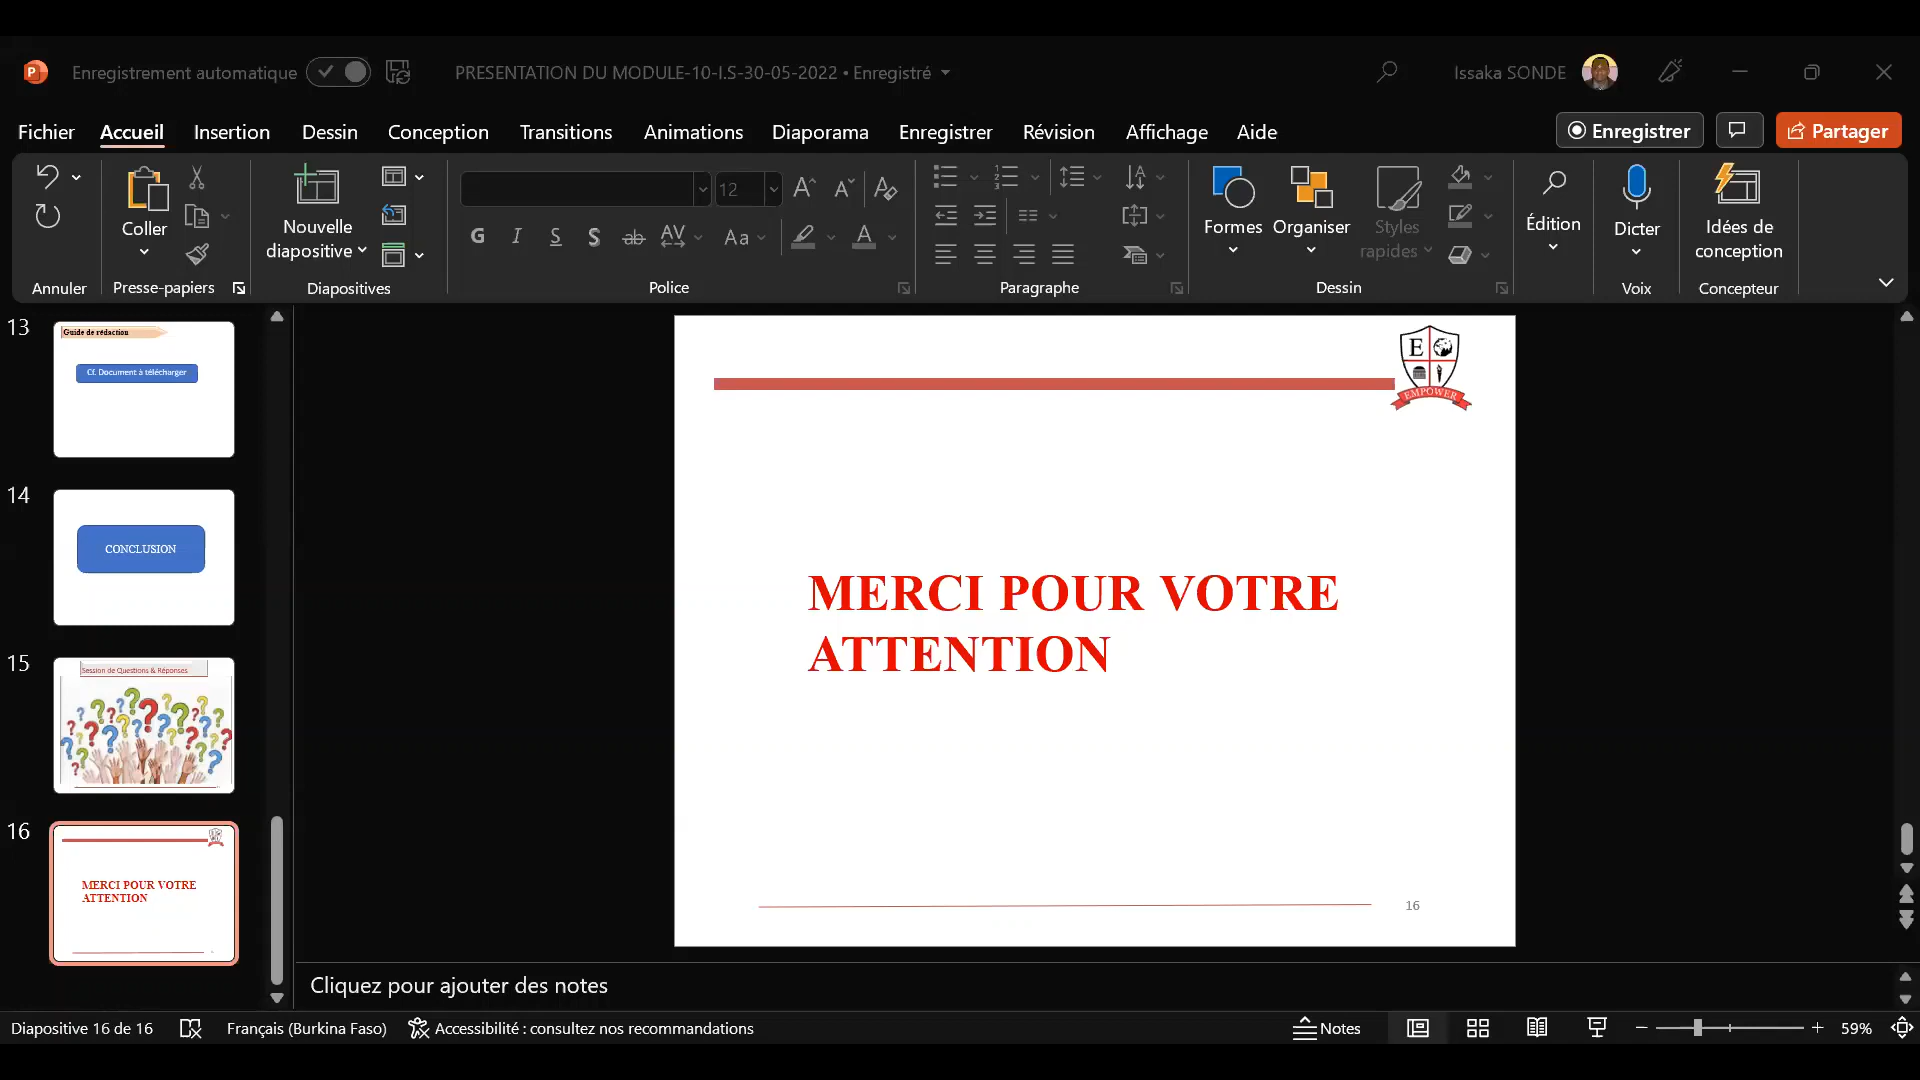 Enregistrement automatique
PRESENTATION DU MODULE-10-I.S-30-05-2022 • Enregistré
Issaka SONDE
Fichier Accueil Insertion Dessin Conception Transitions Animations Diaporama Enregistrer Révision Affichage Aide
Enregistrer
Partager
Coller
Nouvelle
diapositive
12
G I S S ab AV Aa A
Formes
Organiser
Styles
rapides
Édition
Dicter
Idées de
conception
Annuler
Presse-papiers
Diapositives
Police
Paragraphe
Dessin
Voix
Concepteur
13
Guide de rédaction
Cf. Document à télécharger
14
CONCLUSION
15
Session de Questions & Réponses
16
MERCI POUR VOTRE
ATTENTION
E
EMPOWER
MERCI POUR VOTRE
ATTENTION
16
Cliquez pour ajouter des notes
Diapositive 16 de 16
Français (Burkina Faso)
Accessibilité : consultez nos recommandations
Notes
59%